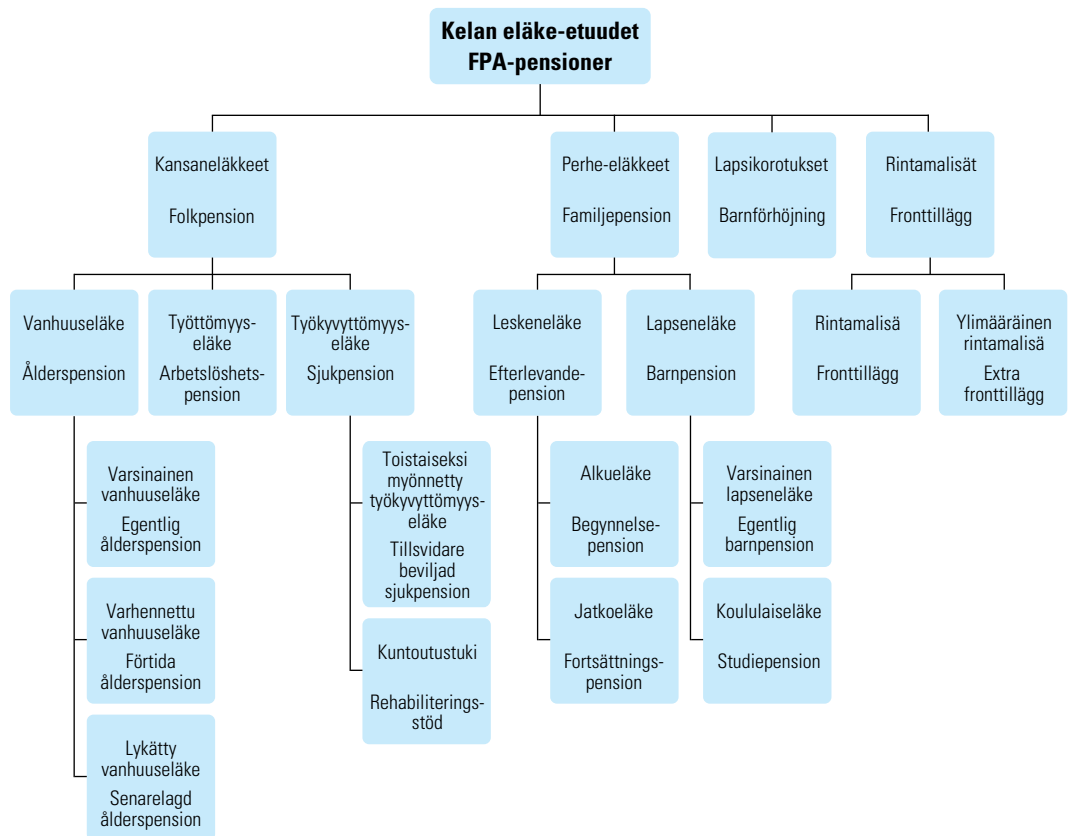 Kelan eläke-etuudet
FPA-pensioner
Kansaneläkkeet
Folkpension
Perhe-eläkkeet
Familjepension
Lapsikorotukset
Barnförhöjning
Rintamalisät
Fronttillägg
Vanhuuseläke
Ålderspension
Työttömyys-
eläke
Arbetslöshets-
pension
Työkyvyttömyys-
eläke
Sjukpension
Leskeneläke
Efterlevande-
pension
Lapseneläke
Barnpension
Rintamalisä
Fronttillägg
Ylimääräinen
rintamalisä
Extra
fronttillägg
Varsinainen
vanhuuseläke
Egentlig
ålderspension
Toistaiseksi
myönnetty
työkyvyttömyys-
eläke
Tillsvidare
beviljad
sjukpension
Alkueläke
Begynnelse-
pension
Varsinainen
lapseneläke
Egentlig
barnpension
Varhennettu
vanhuuseläke
Förtida
ålderspension
Kuntoutustuki
Rehabiliterings-
stöd
Jatkoeläke
Fortsättnings-
pension
Koululaiseläke
Studiepension
Lykätty
vanhuuseläke
Senarelagd
ålderspension